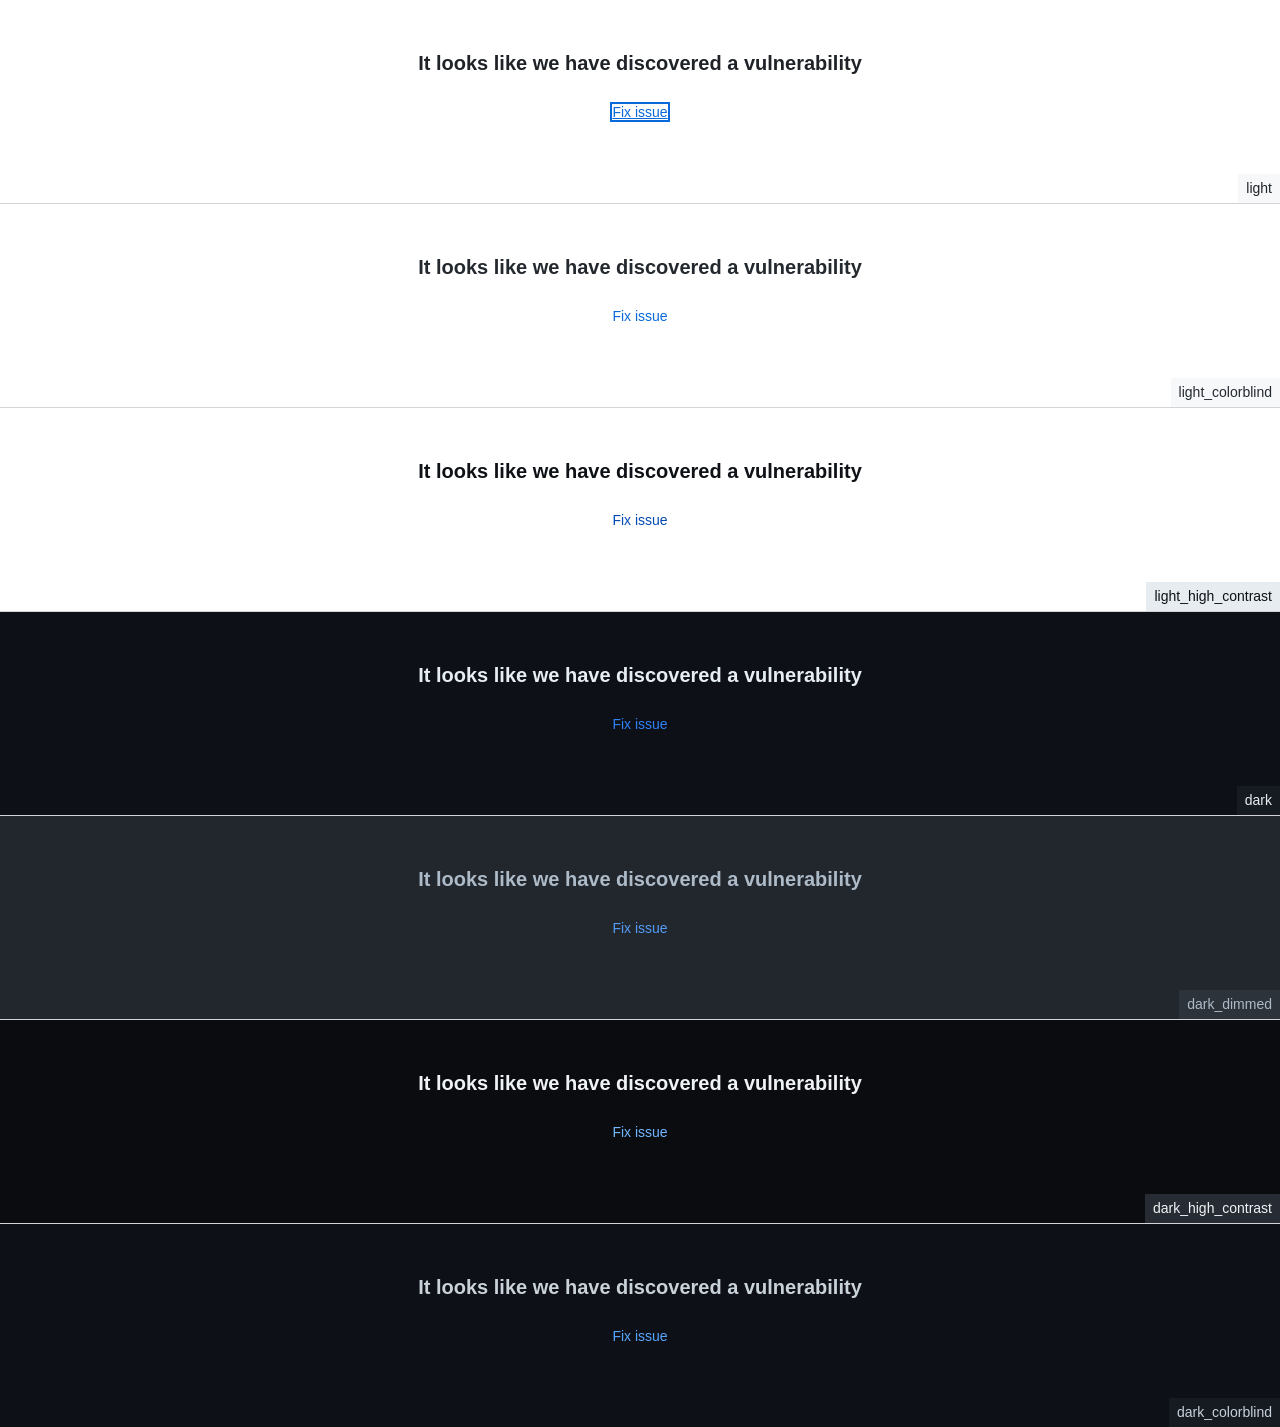 It looks like we have discovered a vulnerability
Fix issue
light
It looks like we have discovered a vulnerability
Fix issue
light_colorblind
It looks like we have discovered a vulnerability
Fix issue
light_high_contrast
It looks like we have discovered a vulnerability
Fix issue
dark
It looks like we have discovered a vulnerability
Fix issue
dark_dimmed
It looks like we have discovered a vulnerability
Fix issue
dark_high_contrast
It looks like we have discovered a vulnerability
Fix issue
dark_colorblind